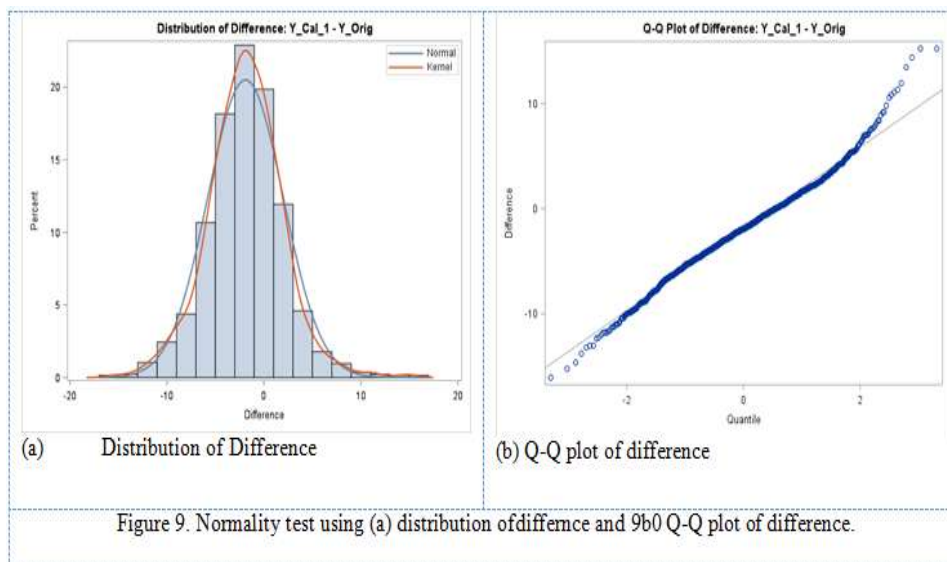 Distribution of Difference: Y_Cal_1 - Y_Orig
Normal
Kernel
Percent
20
15
10
5
0
-20
-10
0
10
20
Difference
(a) Distribution of Difference
Q-Q Plot of Difference: Y_Cal_1 - Y_Orig
Difference
10
0
-10
-2
0
2
Quantile
(b) Q-Q plot of difference
Figure 9. Normality test using (a) distribution of differnce and 9b0 Q-Q plot of difference.